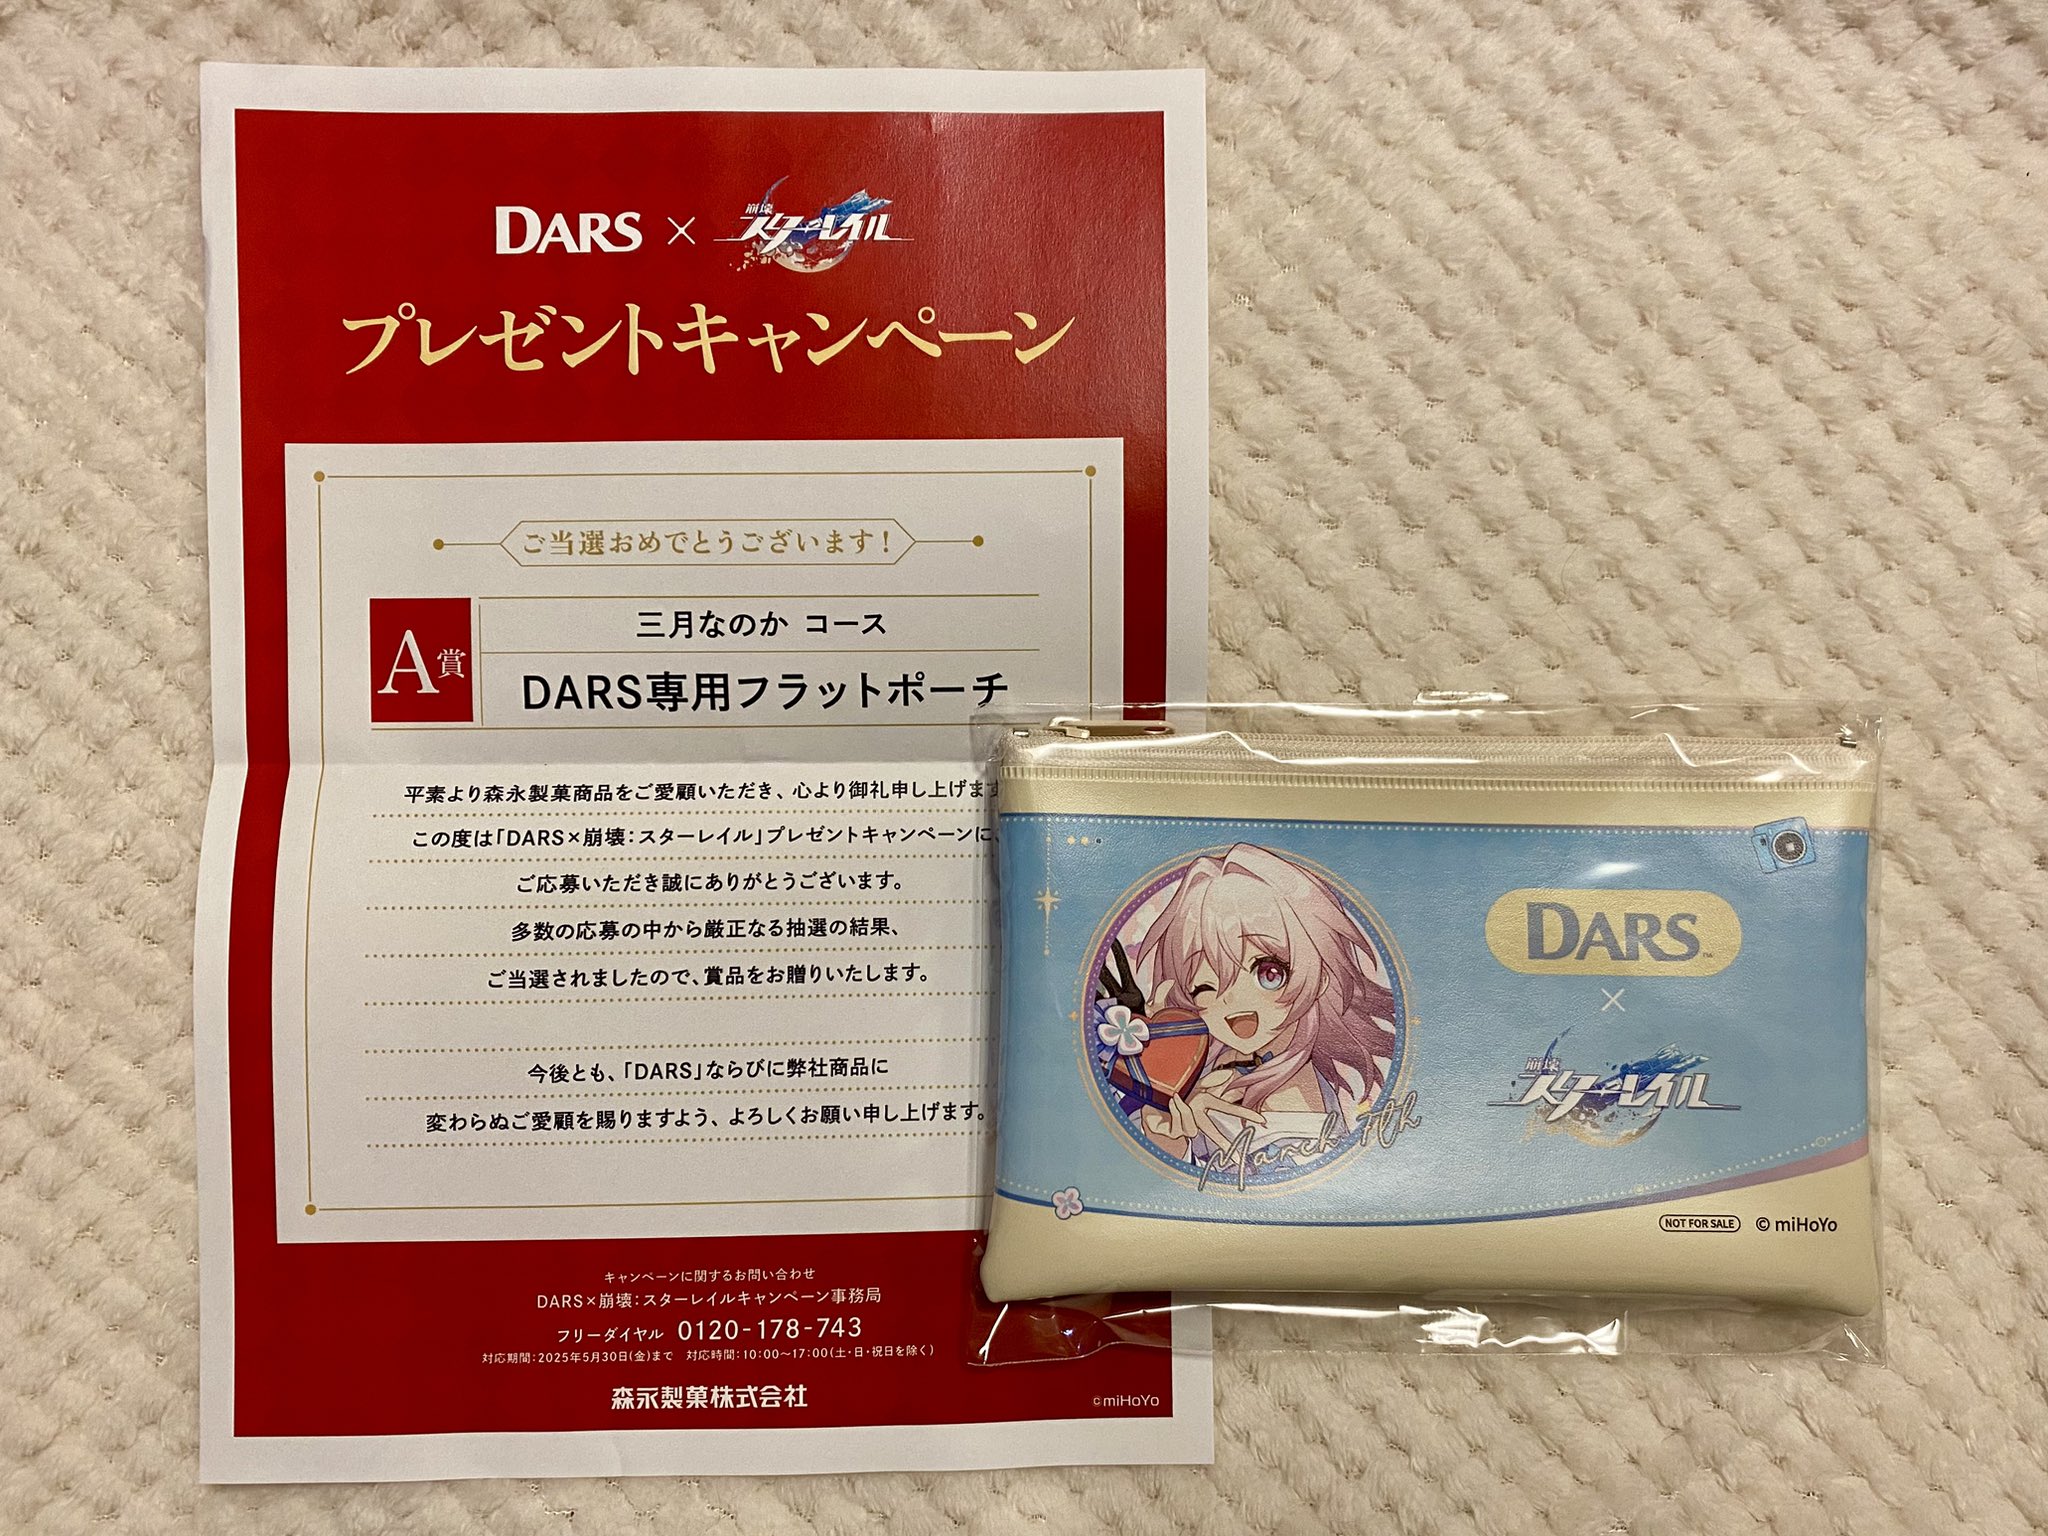 DARS × 崩壊 スターレイル
プレゼントキャンペーン
ご当選おめでとうございます！
A賞
三月なのか コース
DARS専用フラットポーチ
平素より森永製菓商品をご愛顧いただき、心より御礼申し上げます
この度は「DARS×崩壊：スターレイル」プレゼントキャンペーンに、
ご応募いただき誠にありがとうございます。
多数の応募の中から厳正なる抽選の結果、
ご当選されましたので、賞品をお贈りいたします。
今後とも、「DARS」ならびに弊社商品に
変わらぬご愛顧を賜りますよう、よろしくお願い申し上げます。
キャンペーンに関するお問い合わせ
DARS×崩壊：スターレイルキャンペーン事務局
フリーダイヤル 0120-178-743
対応期間：2025年5月30日(金)まで 対応時間：10:00～17:00(土・日・祝日を除く)
森永製菓株式会社
©miHoYo
DARS™
×
崩壊
スターレイル
March 7th
NOT FOR SALE © miHoYo